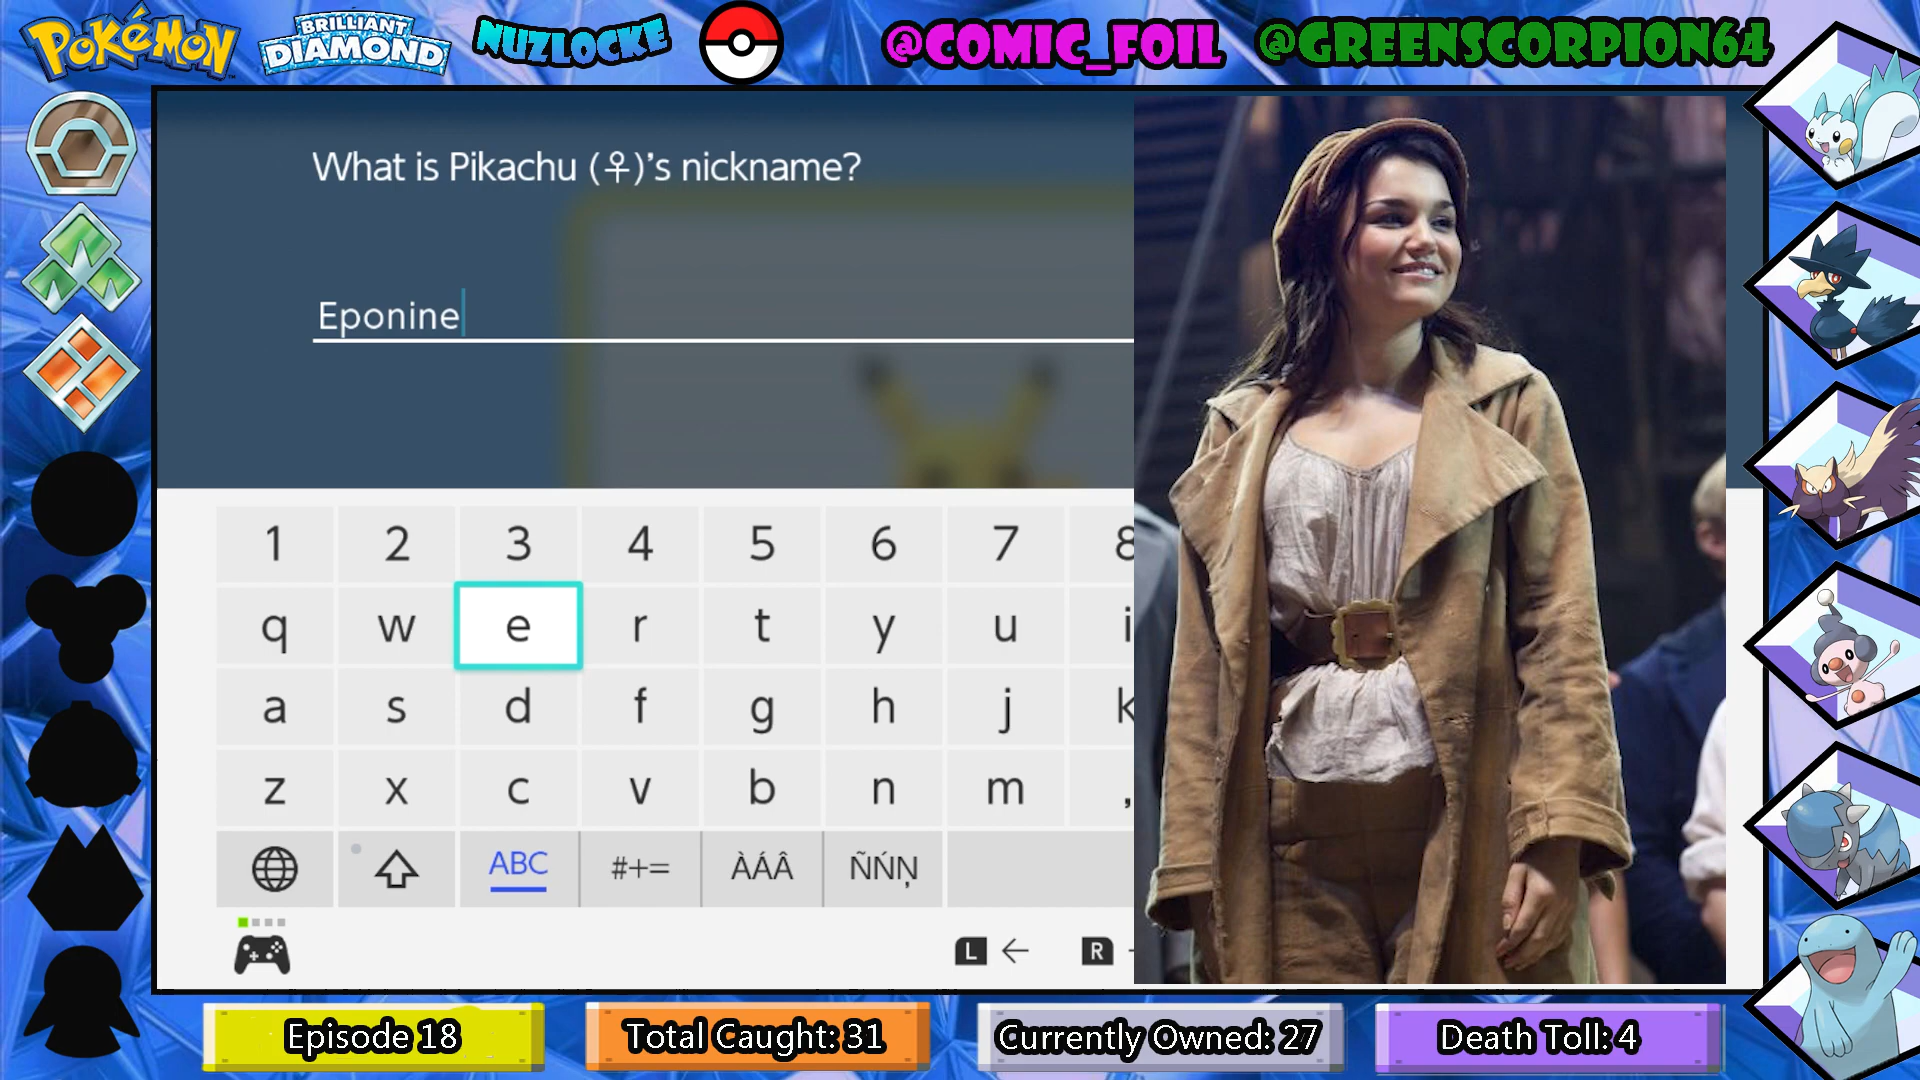 POKéMON
BRILLIANT
DIAMOND
NUZLOCKE
@COMIC_FOIL
@GREENSCORPION64
What is Pikachu (♀)’s nickname?
Eponine
1 2 3 4 5 6 7 8
q w e r t y u i
a s d f g h j k
z x c v b n m ,
ABC #+= ÀÁÂ ÑŃŅ
L ← R
Episode 18
Total Caught: 31
Currently Owned: 27
Death Toll: 4